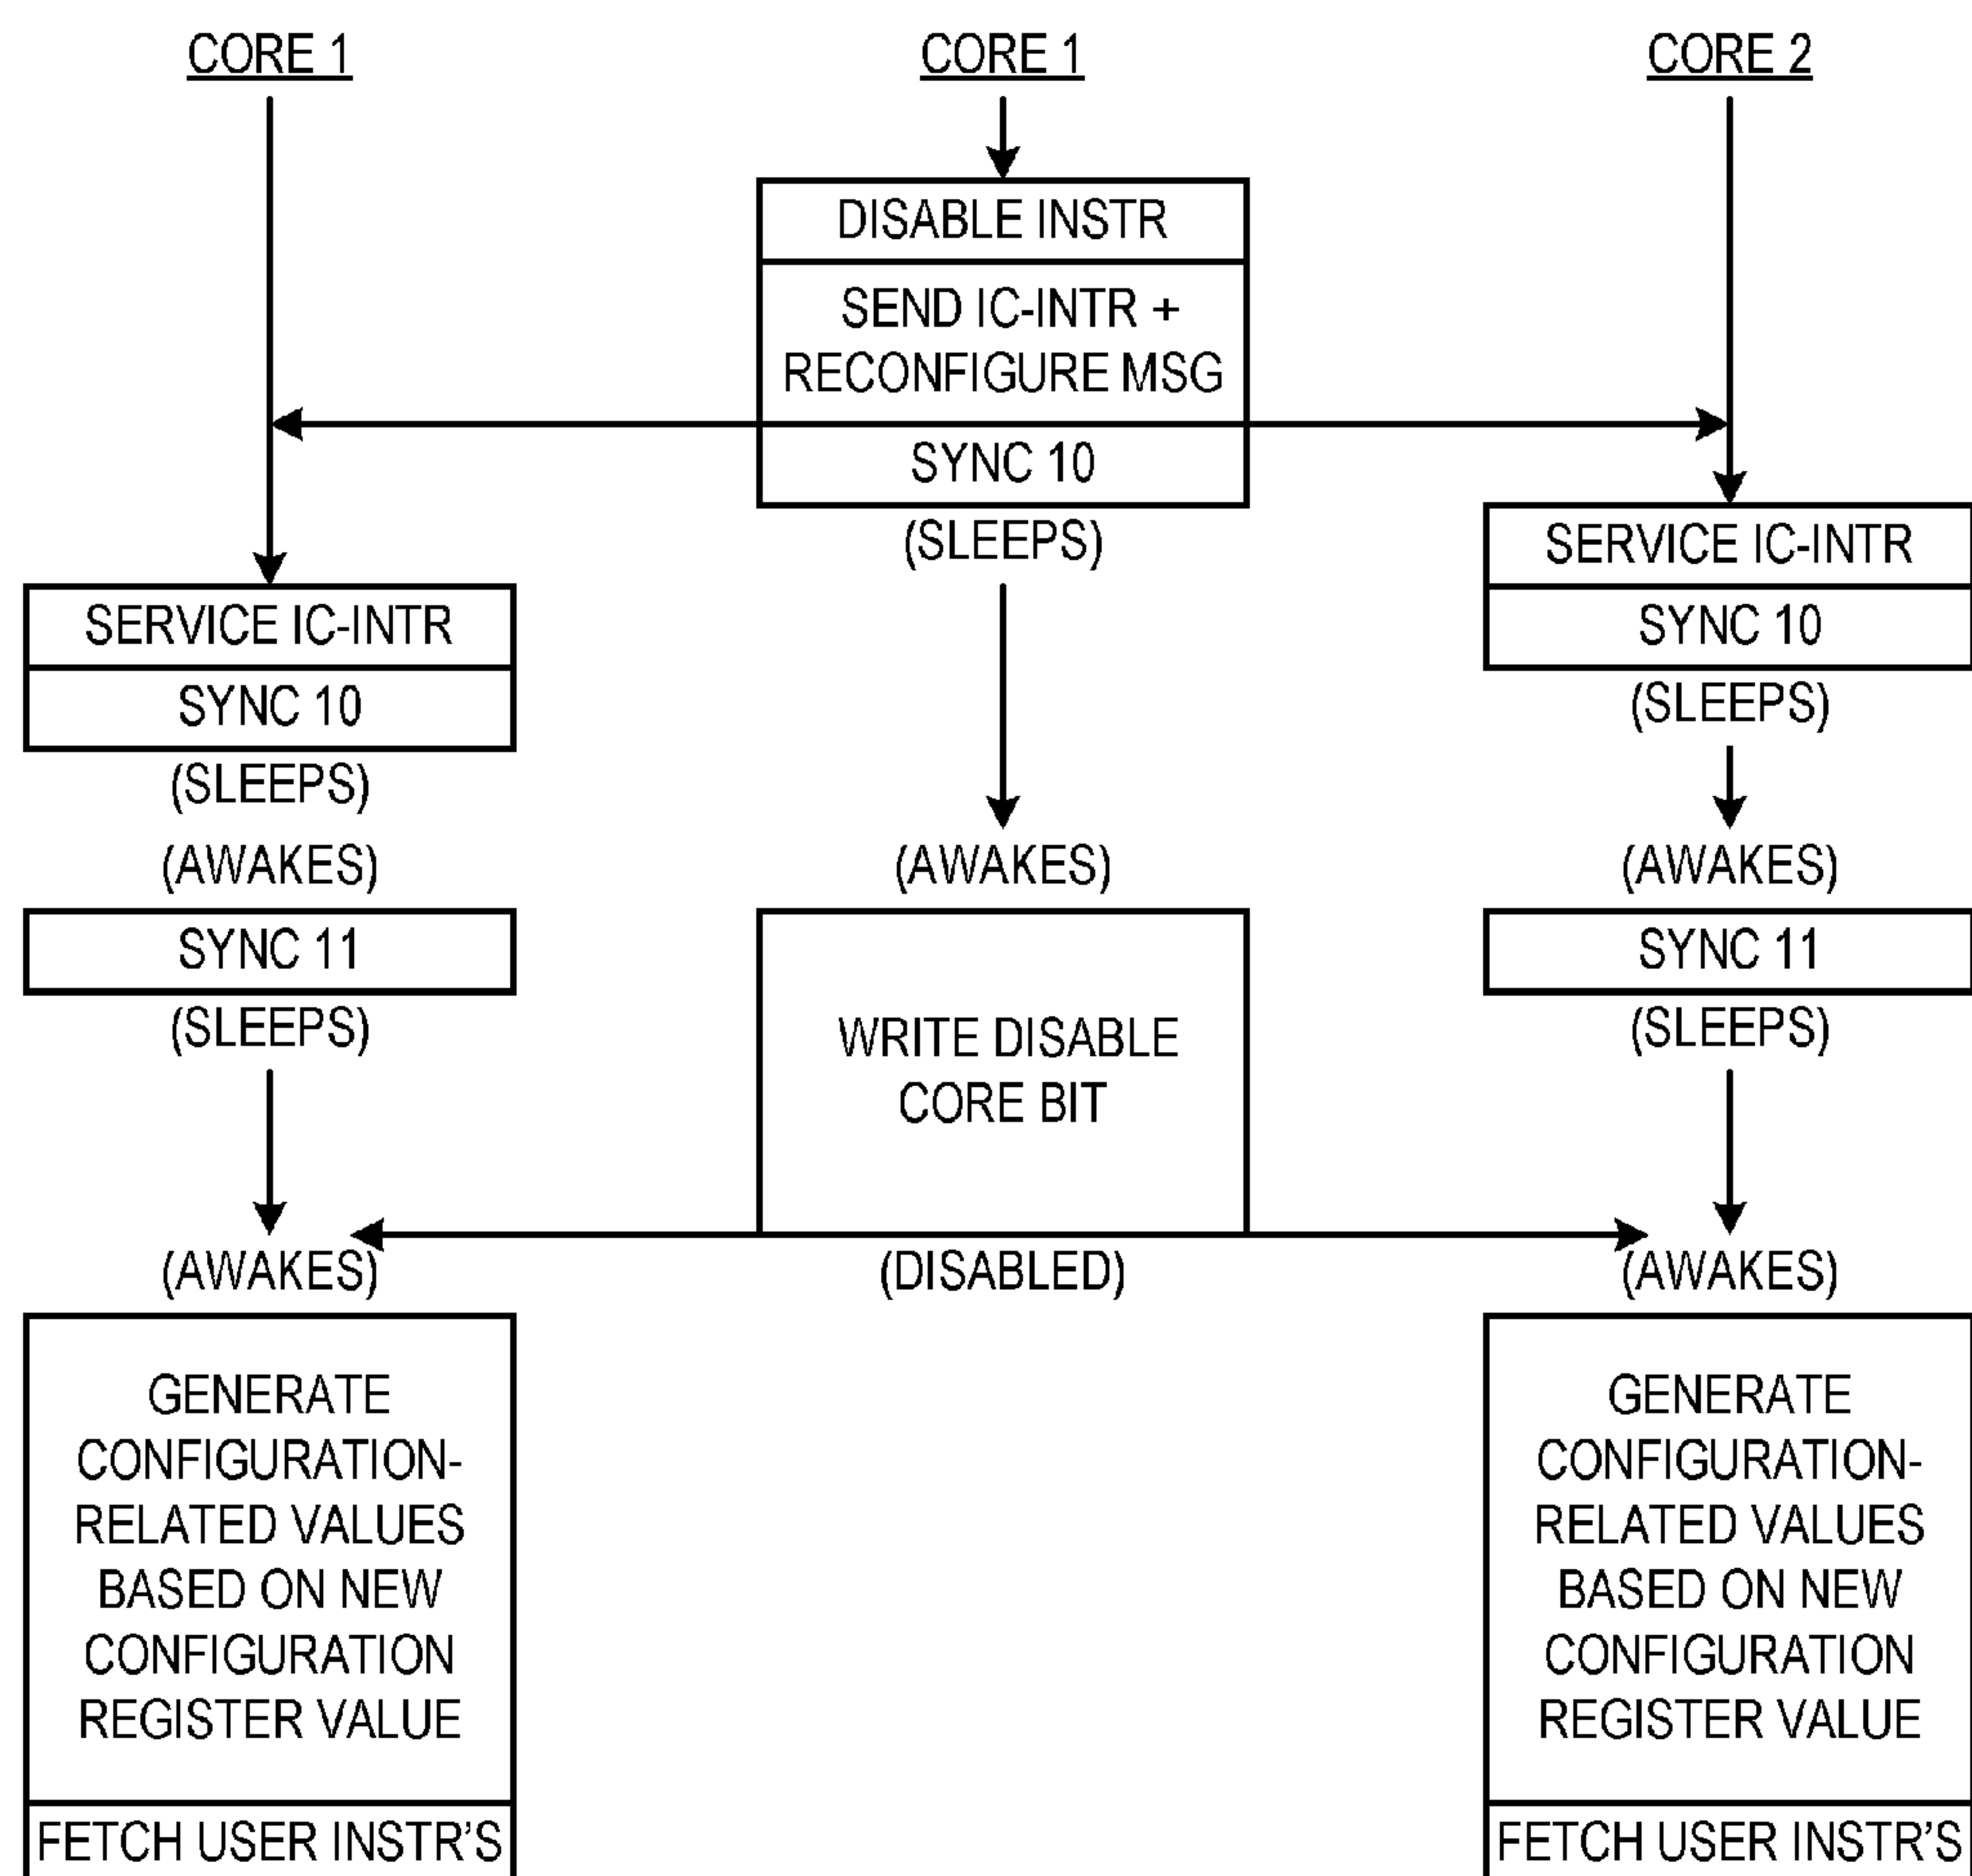 CORE 1
CORE 1
CORE 2
DISABLE INSTR
SEND IC-INTR +
RECONFIGURE MSG
SYNC 10
(SLEEPS)
SERVICE IC-INTR
SYNC 10
(SLEEPS)
SERVICE IC-INTR
SYNC 10
(SLEEPS)
(AWAKES)
(AWAKES)
(AWAKES)
SYNC 11
(SLEEPS)
WRITE DISABLE
CORE BIT
SYNC 11
(SLEEPS)
(AWAKES)
(DISABLED)
(AWAKES)
GENERATE
CONFIGURATION-
RELATED VALUES
BASED ON NEW
CONFIGURATION
REGISTER VALUE
FETCH USER INSTR'S
GENERATE
CONFIGURATION-
RELATED VALUES
BASED ON NEW
CONFIGURATION
REGISTER VALUE
FETCH USER INSTR'S